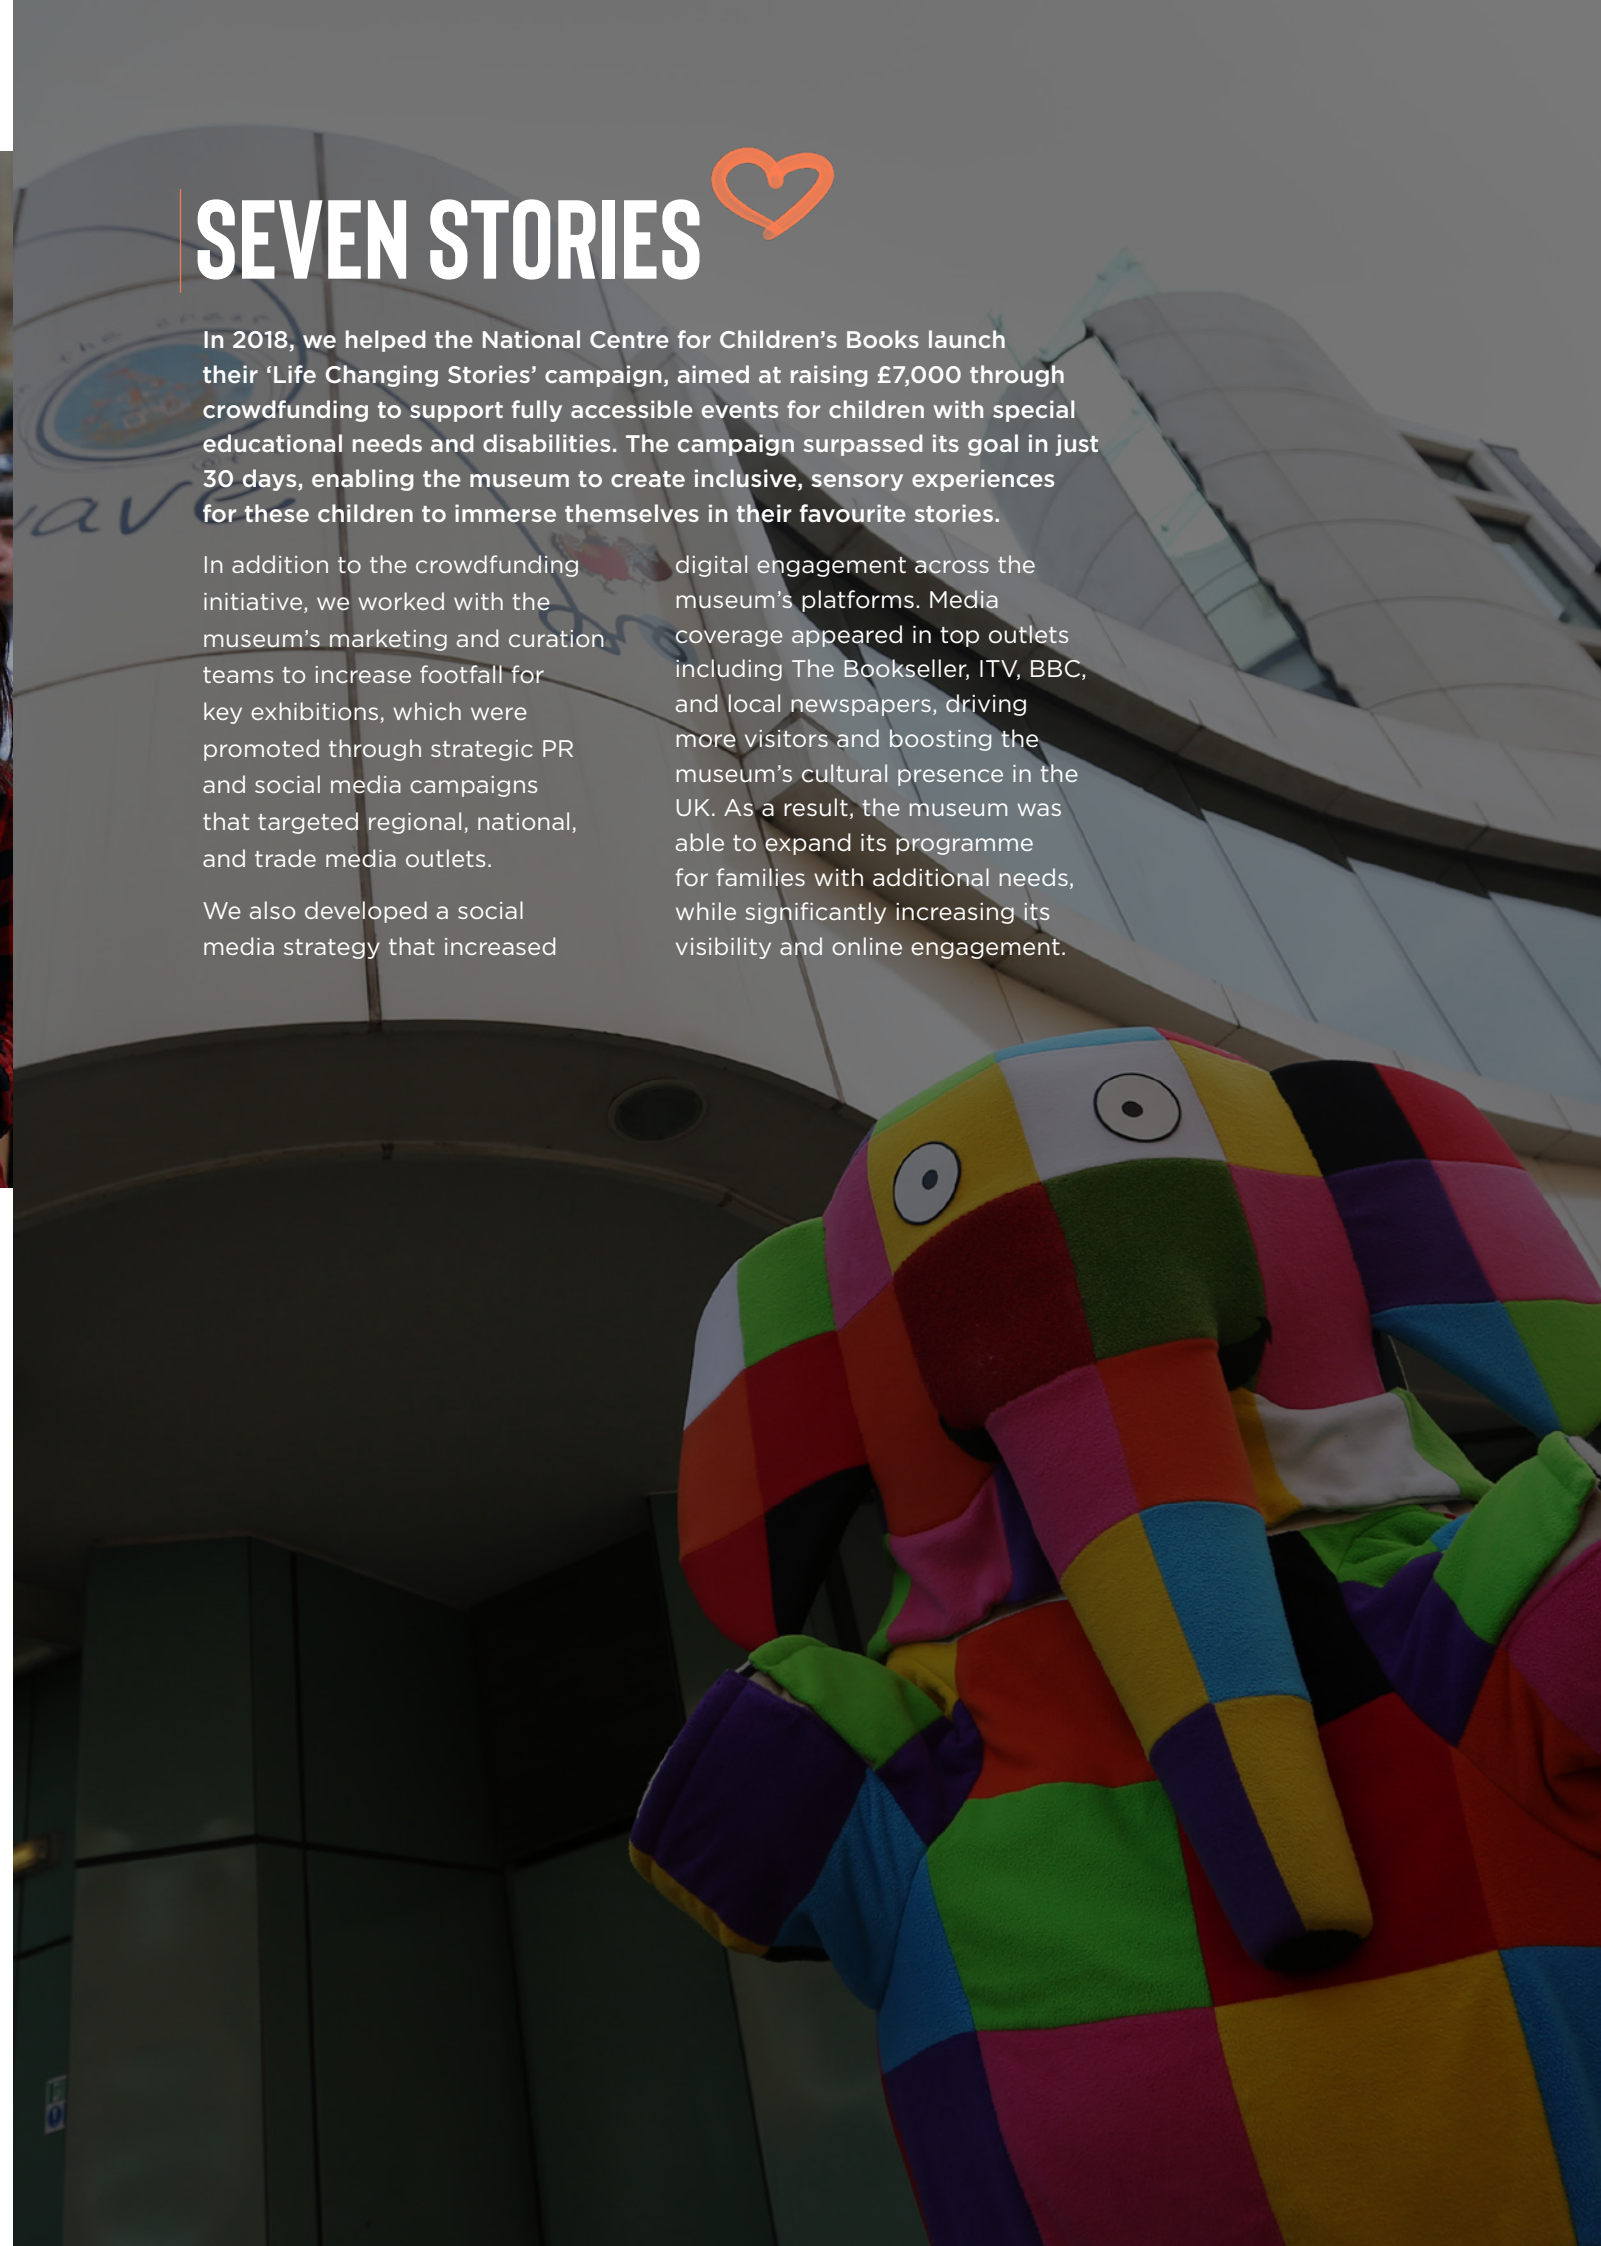 SEVEN STORIES
In 2018, we helped the National Centre for Children’s Books launch
their ‘Life Changing Stories’ campaign, aimed at raising £7,000 through
crowdfunding to support fully accessible events for children with special
educational needs and disabilities. The campaign surpassed its goal in just
30 days, enabling the museum to create inclusive, sensory experiences
for these children to immerse themselves in their favourite stories.
In addition to the crowdfunding
initiative, we worked with the
museum’s marketing and curation
teams to increase footfall for
key exhibitions, which were
promoted through strategic PR
and social media campaigns
that targeted regional, national,
and trade media outlets.
We also developed a social
media strategy that increased
digital engagement across the
museum’s platforms. Media
coverage appeared in top outlets
including The Bookseller, ITV, BBC,
and local newspapers, driving
more visitors and boosting the
museum’s cultural presence in the
UK. As a result, the museum was
able to expand its programme
for families with additional needs,
while significantly increasing its
visibility and online engagement.